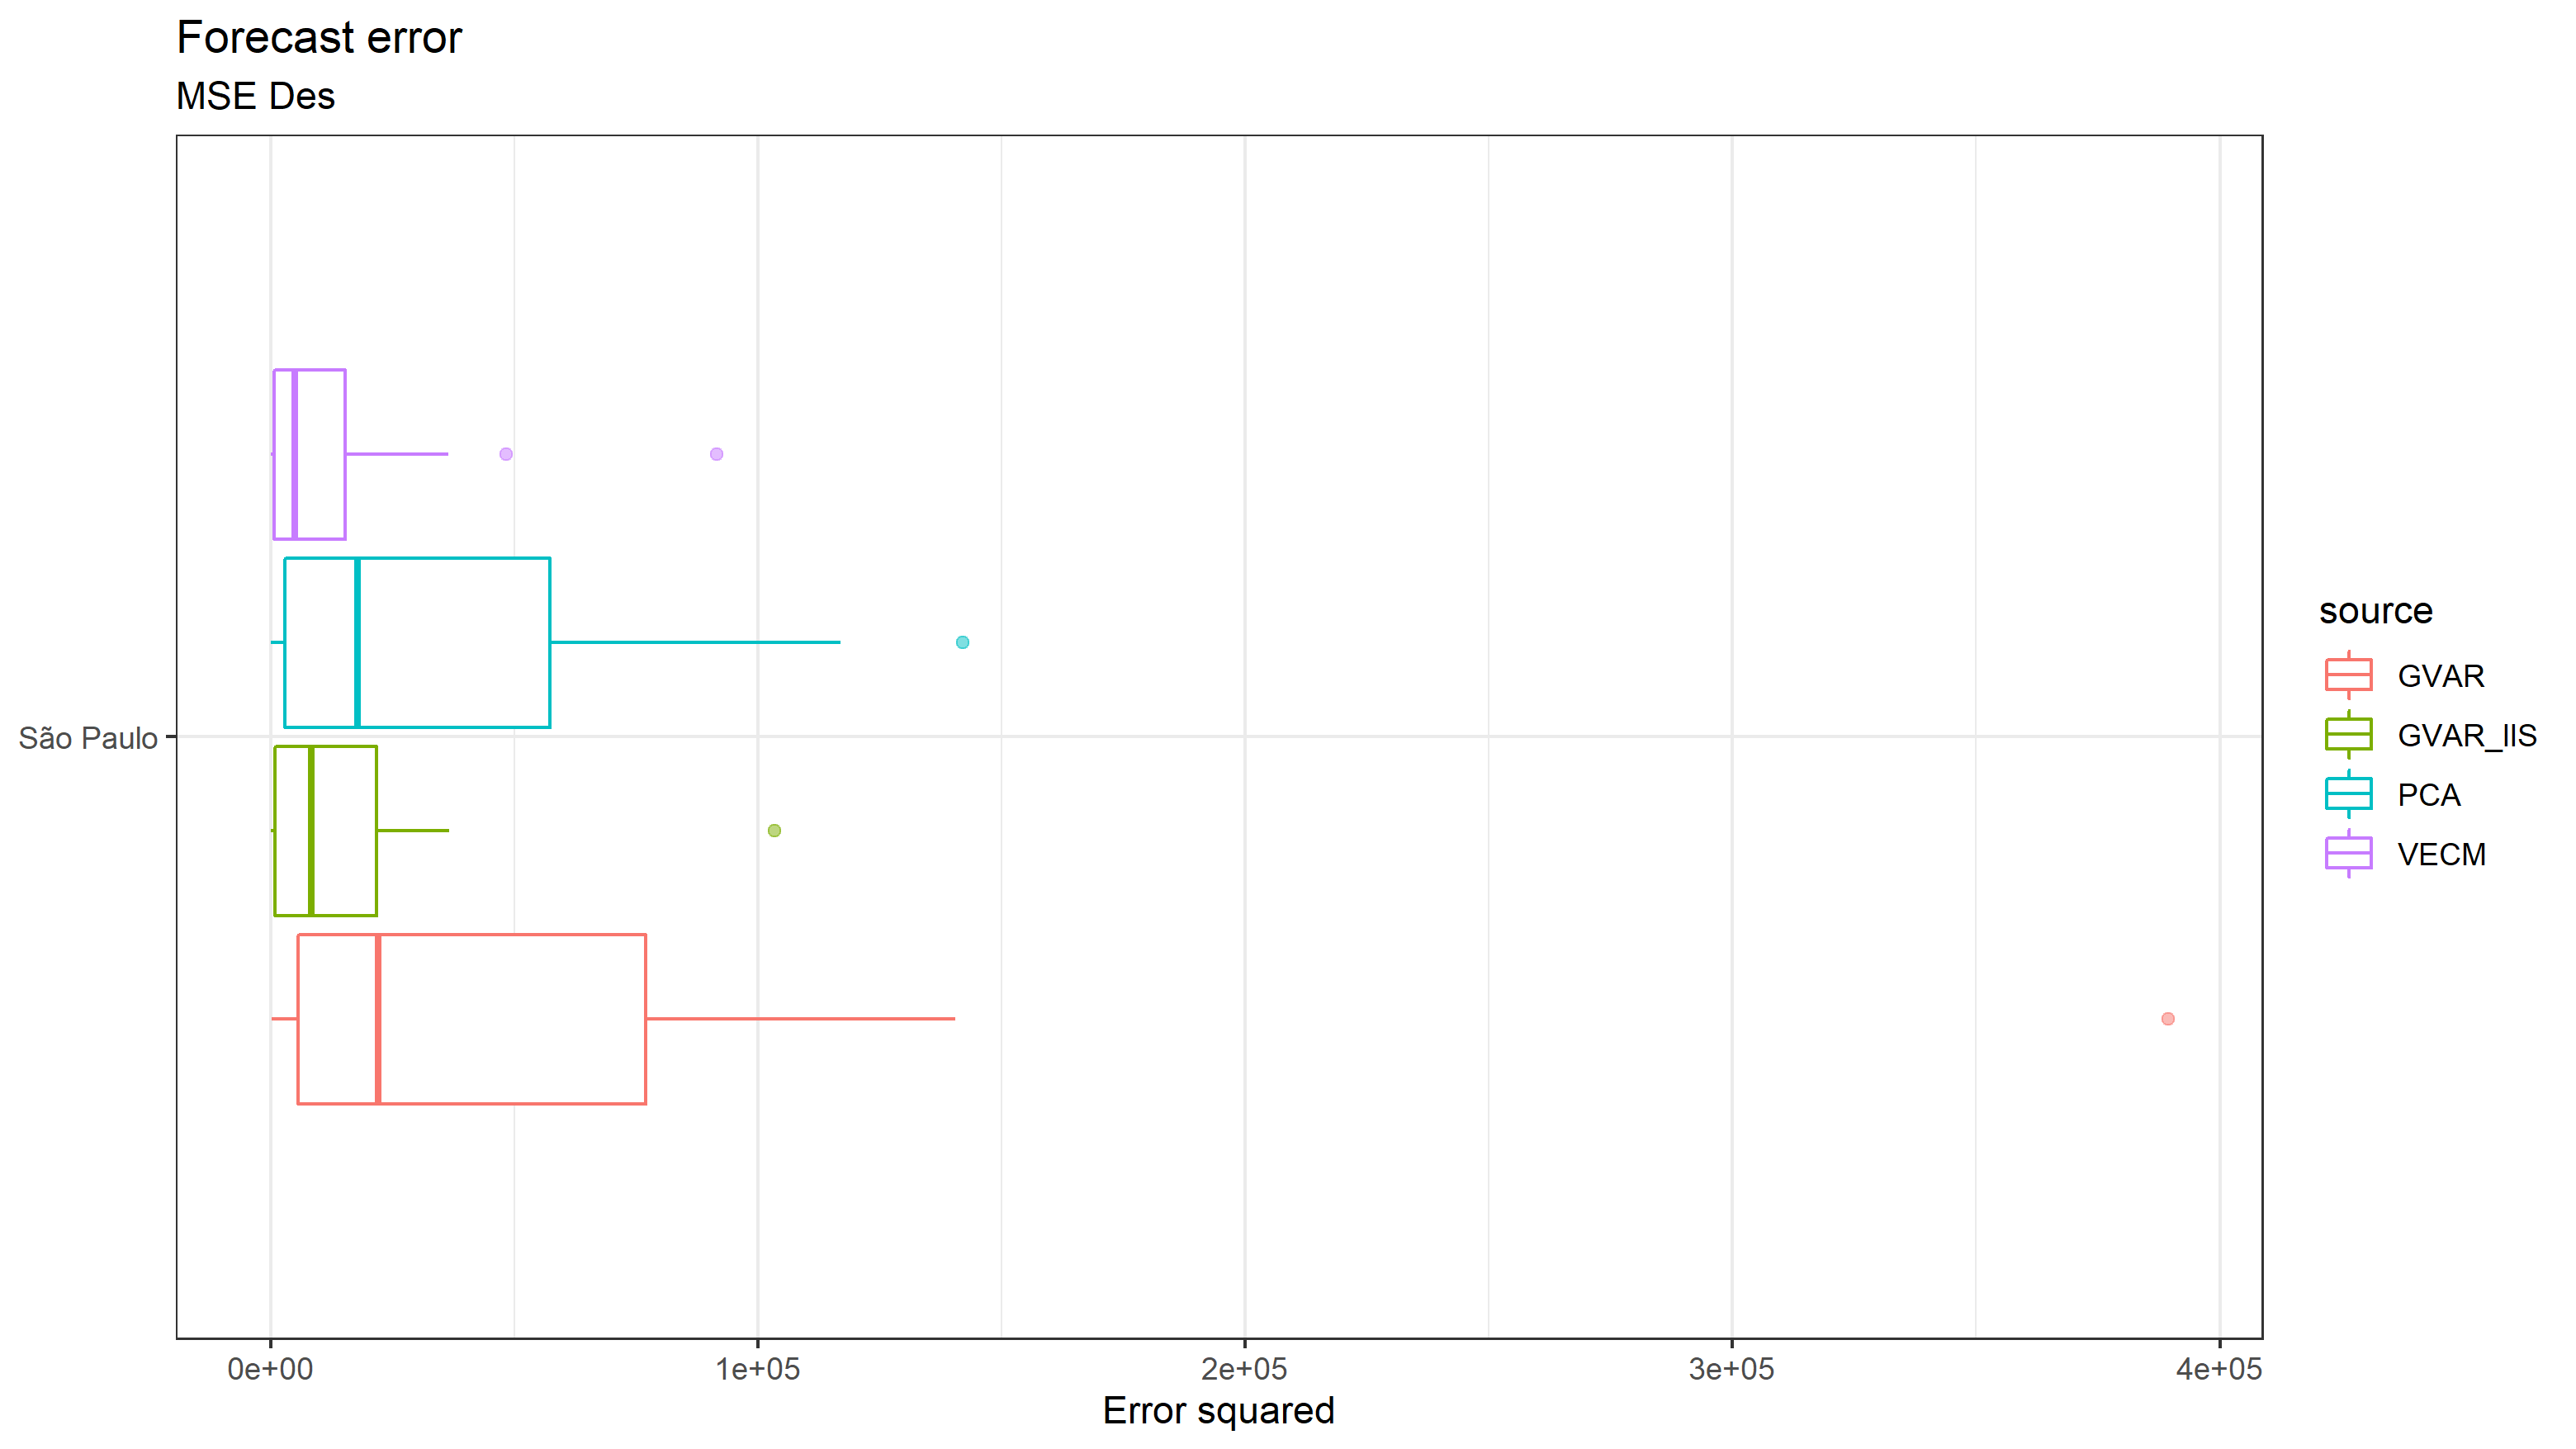 Forecast error
MSE Des
São Paulo
0e+00
1e+05
2e+05
3e+05
4e+05
Error squared
source
GVAR
GVAR_IIS
PCA
VECM